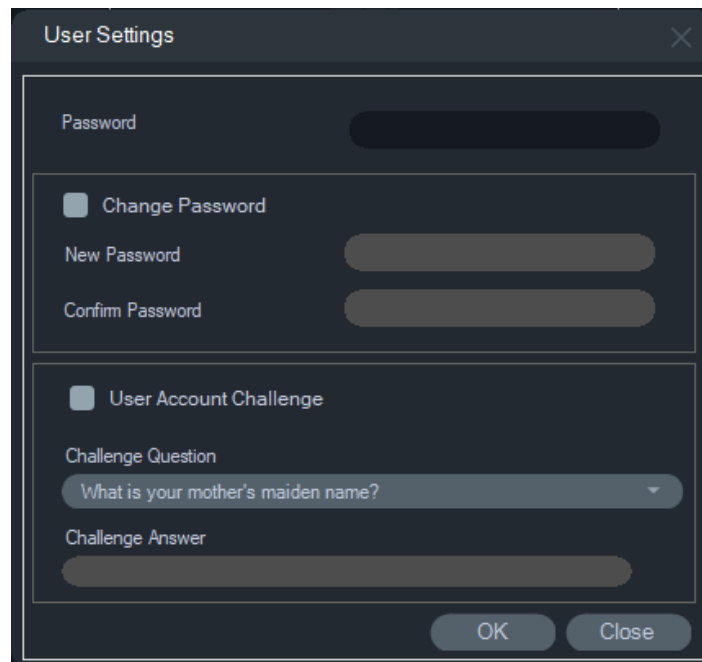 User Settings
Password
Change Password
New Password
Confirm Password
User Account Challenge
Challenge Question
What is your mother's maiden name?
Challenge Answer
OK Close